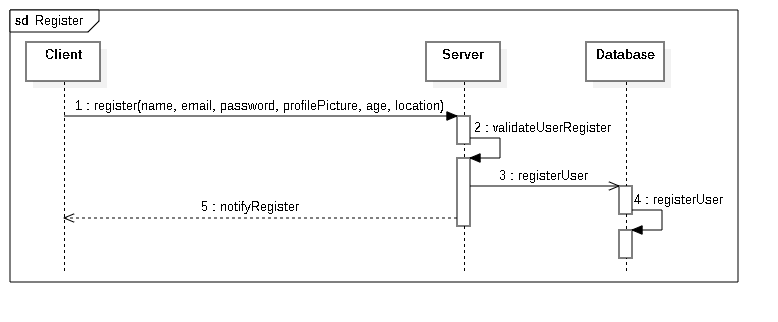 sd Register
Client
Server
Database
1 : register(name, email, password, profilePicture, age, location)
2 : validateUserRegister
3 : registerUser
4 : registerUser
5 : notifyRegister